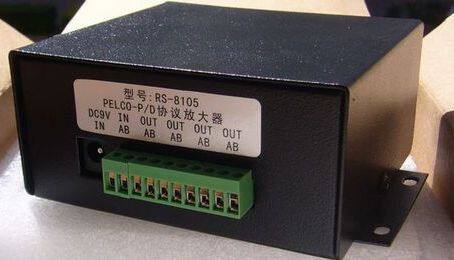 型号:RS-8105
PELCO-P/D协议放大器
DC9V IN OUT OUT OUT OUT
IN AB AB AB AB AB